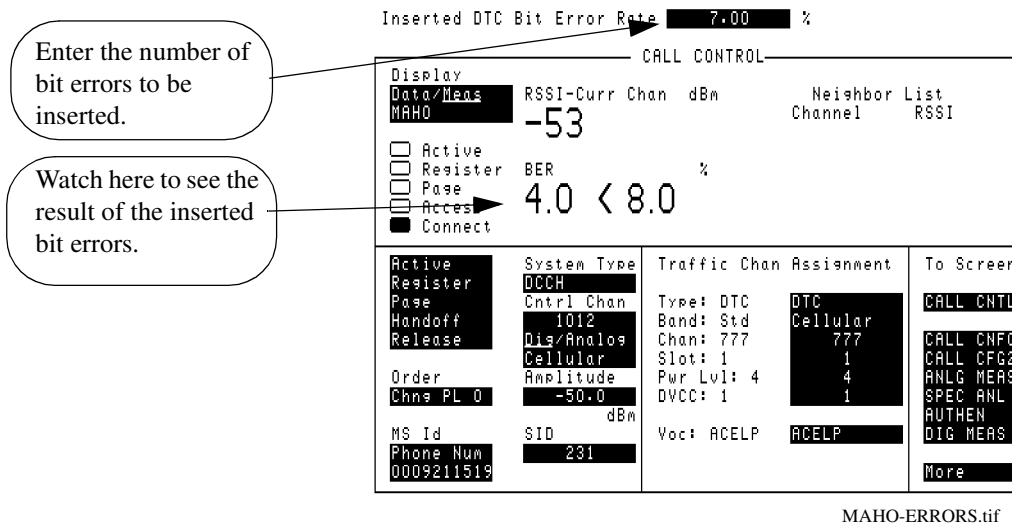 Inserted DTC Bit Error Rate 7.00 %
Enter the number of
bit errors to be
inserted.
CALL CONTROL
Display
Data/Meas
MAHO
RSSI-Curr Chan dBm
-53
Neighbor List
Channel RSSI
Active
Register
Page
Access
Connect
BER %
4.0 < 8.0
Watch here to see the
result of the inserted
bit errors.
Active
Register
Page
Handoff
Release
Order
Chng PL 0
MS Id
Phone Num
0009211519
System Type
DCCH
Cntrl Chan
1012
Dig/Analog
Cellular
Amplitude
-50.0
dBm
SID
231
Traffic Chan Assignment
Type: DTC DTC
Band: Std Cellular
Chan: 777 777
Slot: 1 1
Pwr Lvl: 4 4
DVCC: 1 1
Voc: ACELP ACELP
To Screen
CALL CNTL
CALL CNFG
CALL CFG2
ANLG MEAS
SPEC ANL
AUTHEN
DIG MEAS
More
MAHO-ERRORS.tif